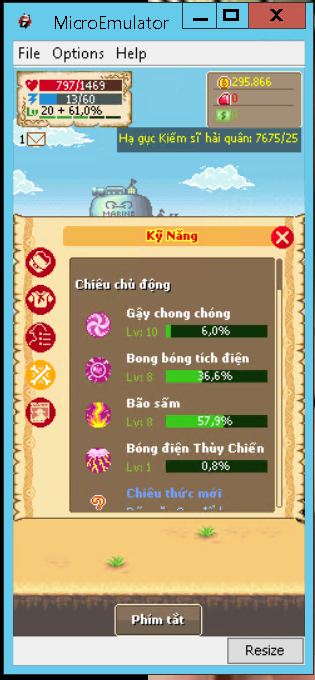 MicroEmulator
File Options Help
797/1469
295.866
13/60
0
Lv 20 + 61,0%
1
Hạ gục Kiếm sĩ hải quân: 7675/25
MARINE
Kỹ Năng
Chiêu chủ động
Gậy chong chóng
Lv: 10 6,0%
Bong bóng tích điện
Lv: 8 36,6%
Bão sấm
Lv: 8 57,9%
Bóng điện Thủy Chiến
Lv: 1 0,8%
Chiêu thức mới
Phím tắt
Resize